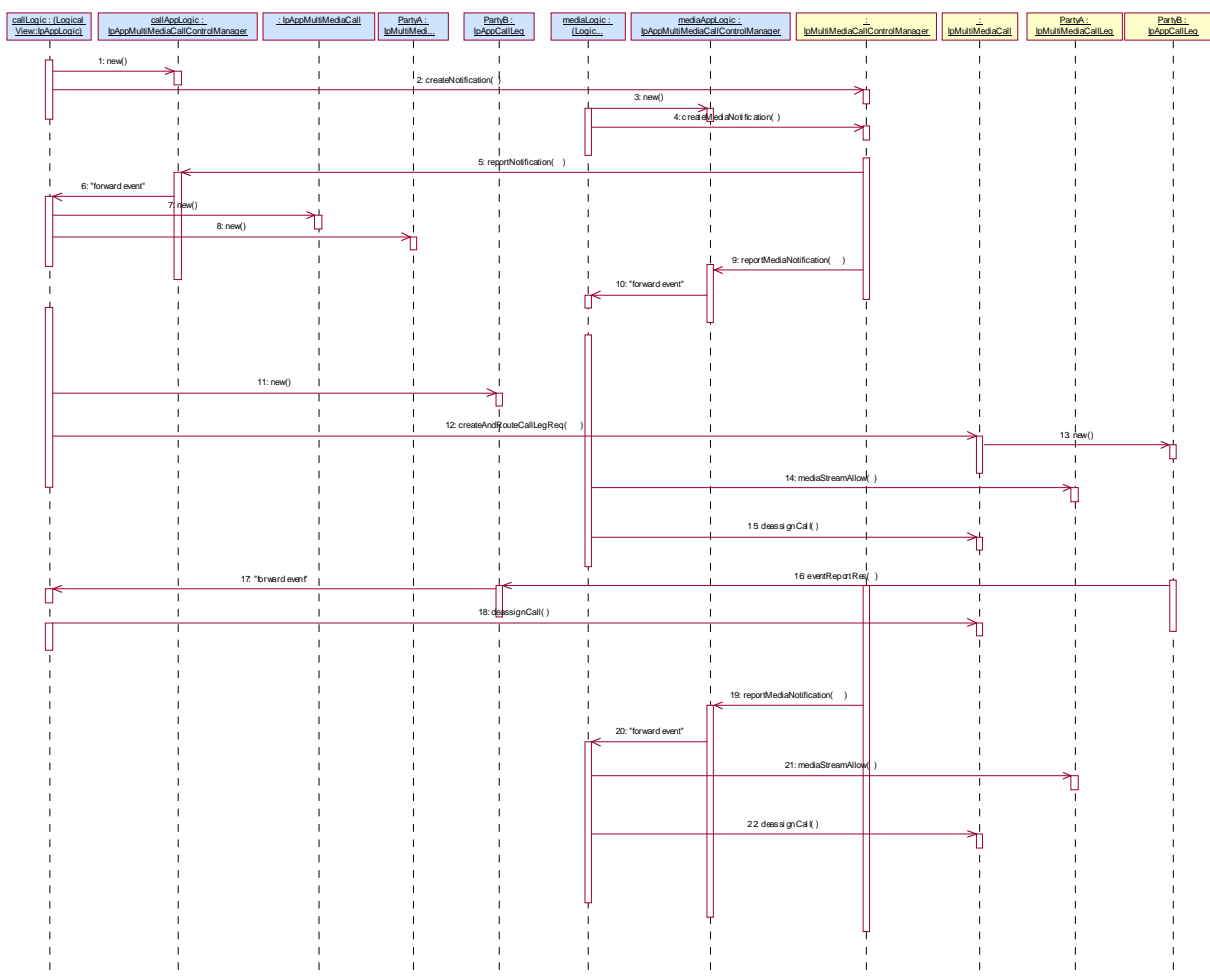 callLogic : (Logical
View::IpAppLogic)
callAppLogic :
IpAppMultiMediaCallControlManager
: IpAppMultiMediaCall
PartyA :
IpMultiMedi...
PartyB :
IpAppCallLeg
mediaLogic :
(Logic...
mediaAppLogic :
IpAppMultiMediaCallControlManager
:
IpMultiMediaCallControlManager
:
IpMultiMediaCall
PartyA :
IpMultiMediaCallLeg
PartyB :
IpAppCallLeg
1: new()
2: createNotification( )
3: new()
4: createMediaNotification( )
5: reportNotification( )
6: "forward event"
7: new()
8: new()
9: reportMediaNotification( )
10: "forward event"
11: new()
12: createAndRouteCallLegReq( )
13: new()
14: mediaStreamAllow( )
15: deassignCall( )
16: eventReportRes( )
17: "forward event"
18: deassignCall( )
19: reportMediaNotification( )
20: "forward event"
21: mediaStreamAllow( )
22: deassignCall( )